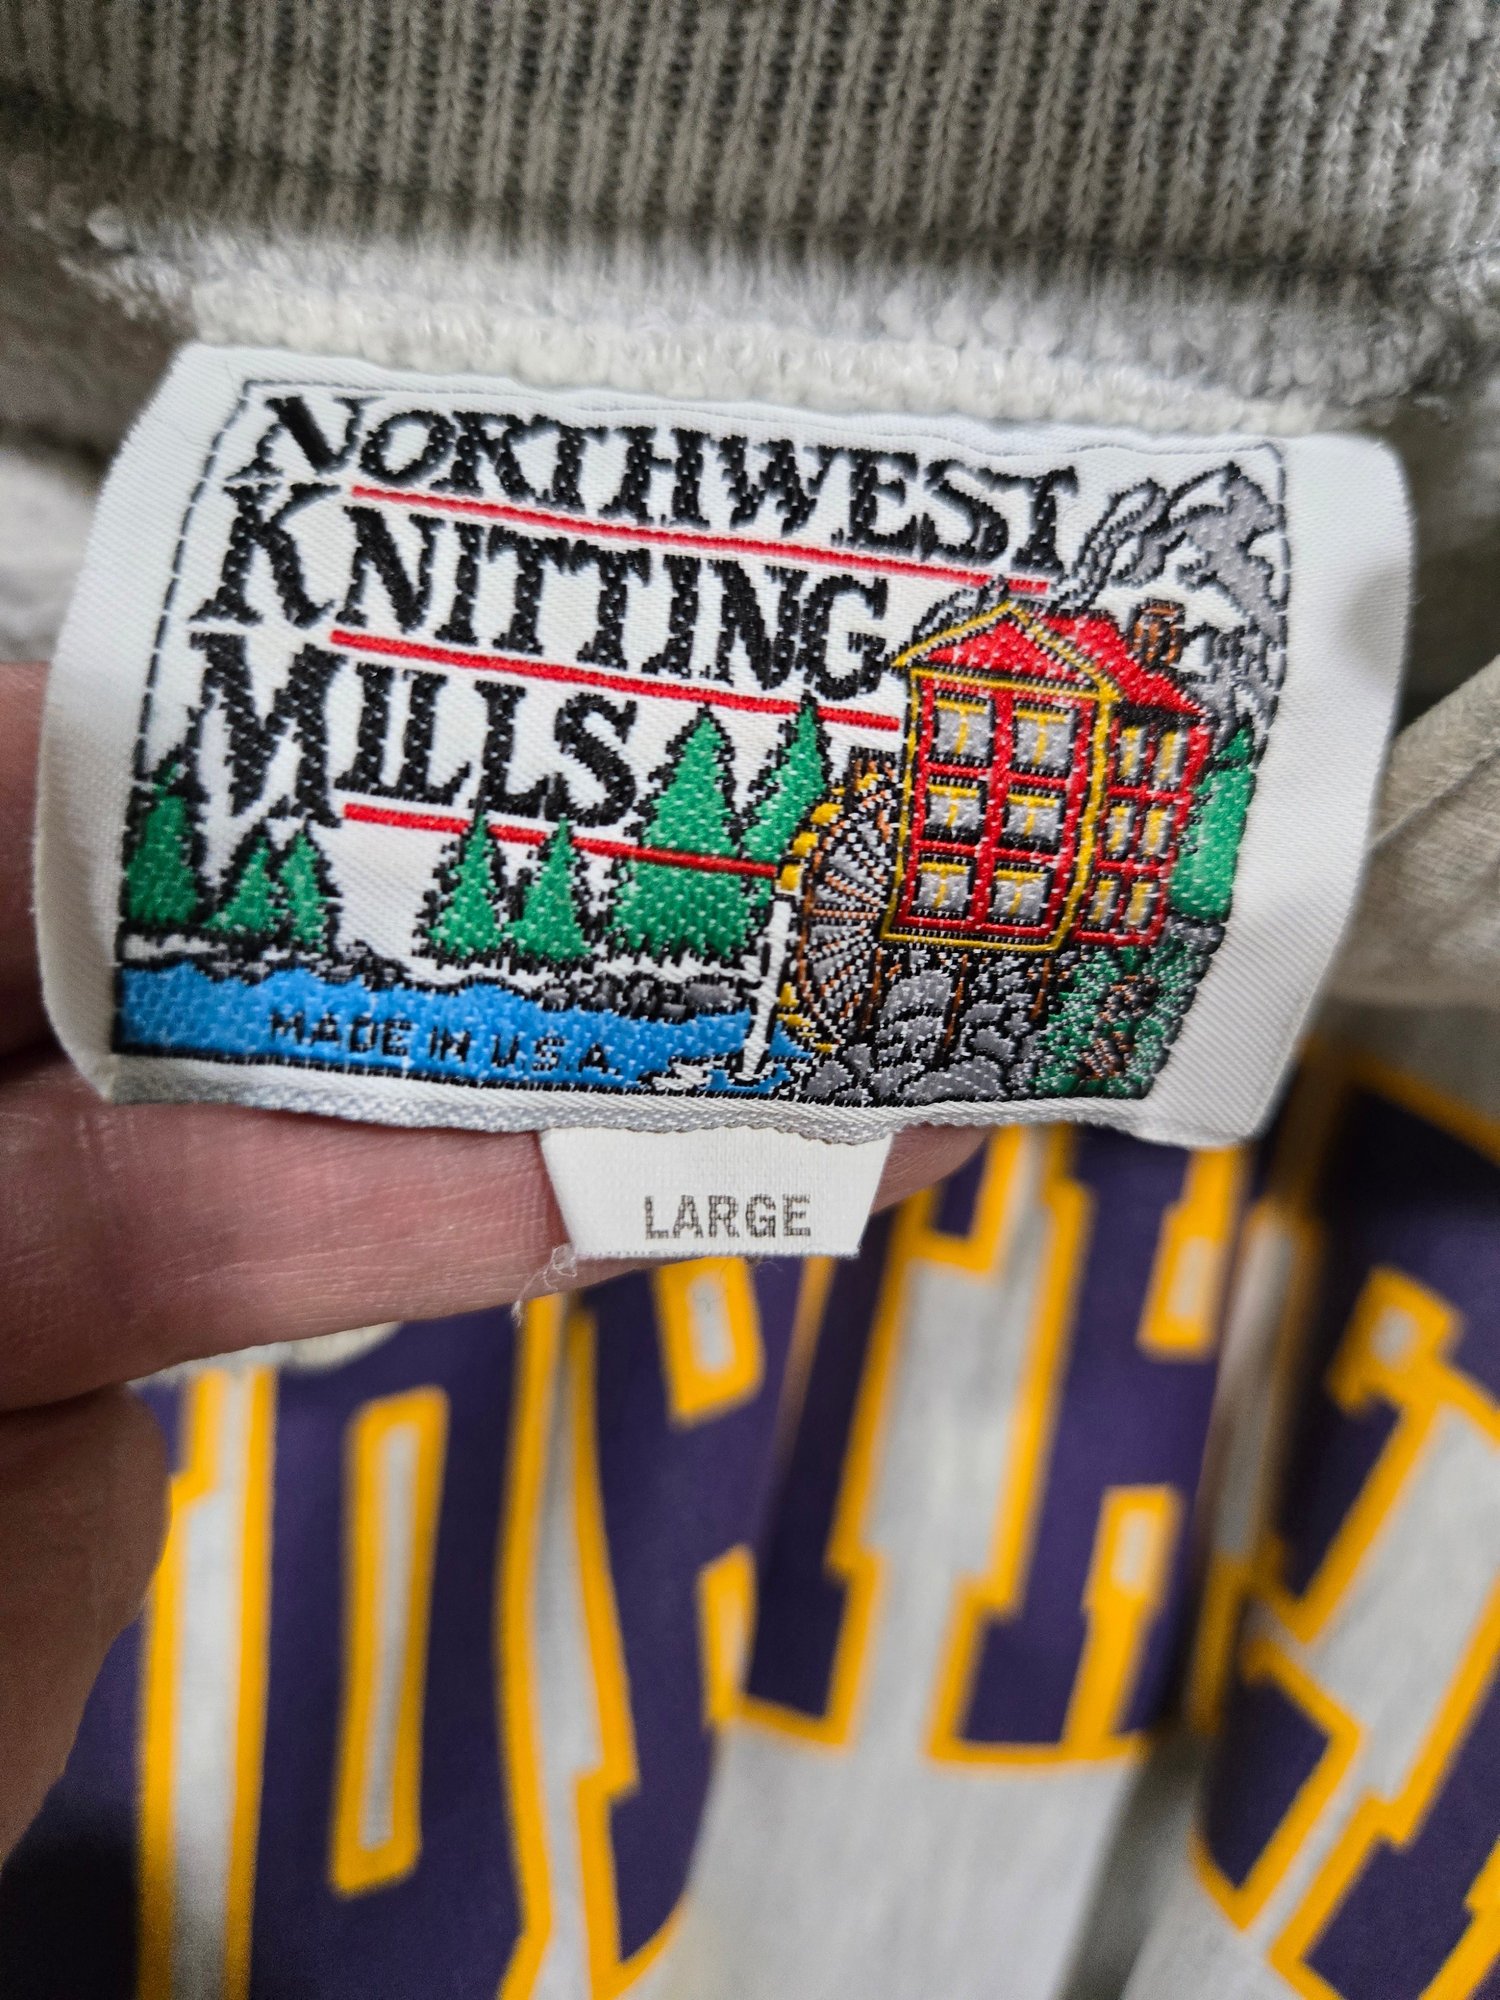 NORTHWEST
KNITTING
MILLS
MADE IN U.S.A.
LARGE